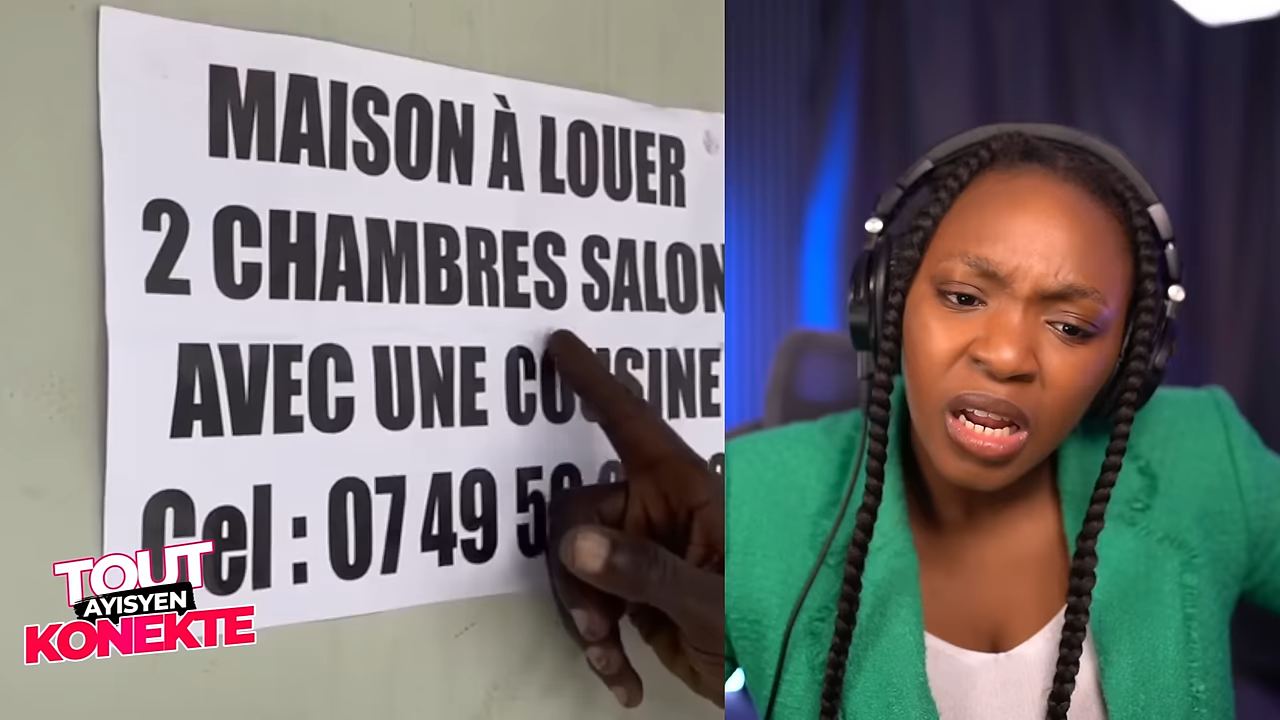 MAISON À LOUER
2 CHAMBRES SALON
AVEC UNE
Cel : 07 49
TOUT
AYISYEN
KONEKTE